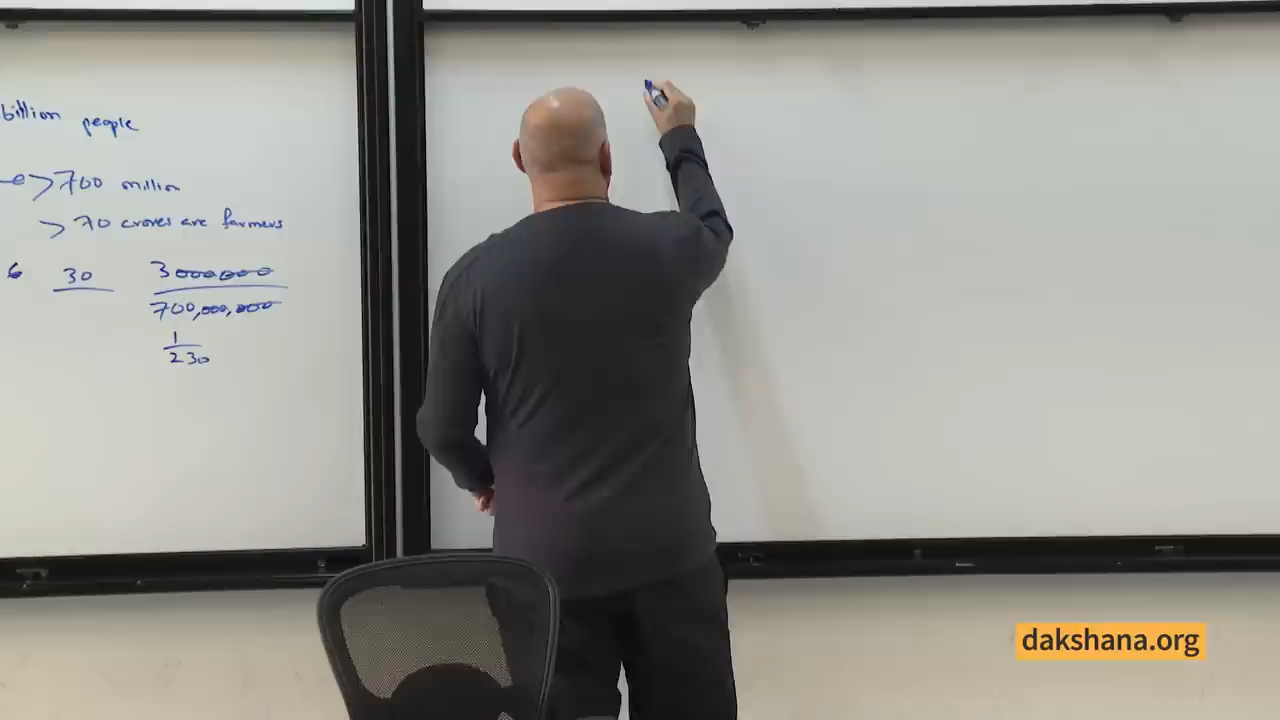 billion people
>700 million
>70 crores are farmers
6 30 3000000
700,000,000
1
230
dakshana.org